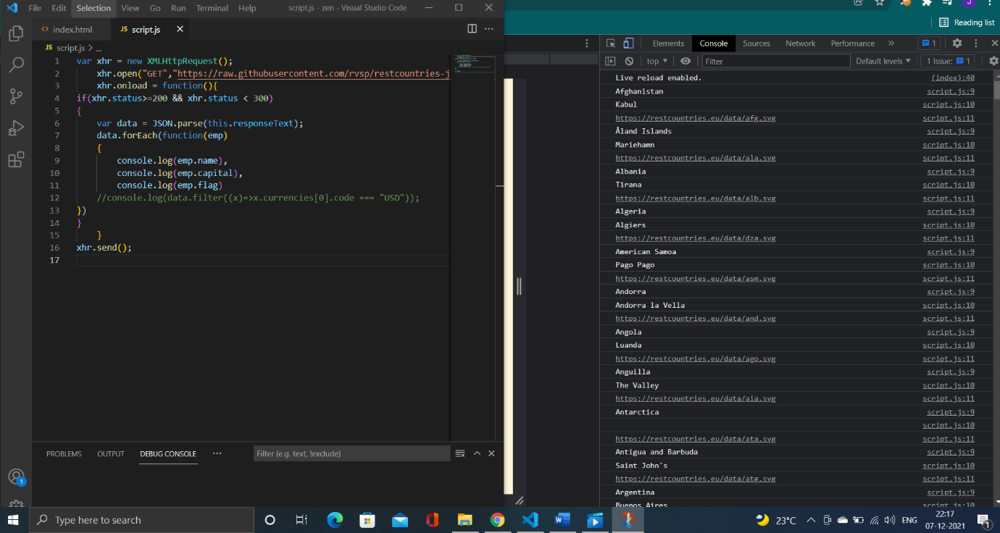 File Edit Selection View Go Run Terminal Help script.js - zen - Visual Studio Code
index.html JS script.js
JS script.js > ...
1 var xhr = new XMLHttpRequest();
2 xhr.open("GET","https://raw.githubusercontent.com/rvsp/restcountries-j
3 xhr.onload = function(){
4 if(xhr.status>=200 && xhr.status < 300)
5 {
6 var data = JSON.parse(this.responseText);
7 data.forEach(function(emp)
8 {
9 console.log(emp.name),
10 console.log(emp.capital),
11 console.log(emp.flag)
12 //console.log(data.filter((x)=>x.currencies[0].code === "USD"));
13 })
14 }
15 }
16 xhr.send();
17
PROBLEMS OUTPUT DEBUG CONSOLE ··· Filter (e.g. text, !exclude)
1
J
Reading list
Elements Console Sources Network Performance » 1
top ▼ Filter Default levels ▼ 1 Issue: 1
Live reload enabled. (index):40
Afghanistan script.js:9
Kabul script.js:10
https://restcountries.eu/data/afg.svg script.js:11
Åland Islands script.js:9
Mariehamn script.js:10
https://restcountries.eu/data/ala.svg script.js:11
Albania script.js:9
Tirana script.js:10
https://restcountries.eu/data/alb.svg script.js:11
Algeria script.js:9
Algiers script.js:10
https://restcountries.eu/data/dza.svg script.js:11
American Samoa script.js:9
Pago Pago script.js:10
https://restcountries.eu/data/asm.svg script.js:11
Andorra script.js:9
Andorra la Vella script.js:10
https://restcountries.eu/data/and.svg script.js:11
Angola script.js:9
Luanda script.js:10
https://restcountries.eu/data/ago.svg script.js:11
Anguilla script.js:9
The Valley script.js:10
https://restcountries.eu/data/aia.svg script.js:11
Antarctica script.js:9
script.js:10
https://restcountries.eu/data/ata.svg script.js:11
Antigua and Barbuda script.js:9
Saint John's script.js:10
https://restcountries.eu/data/atg.svg script.js:11
Argentina script.js:9
Buenos Aires script.js:10
Type here to search
23°C ENG 22:17
07-12-2021
1